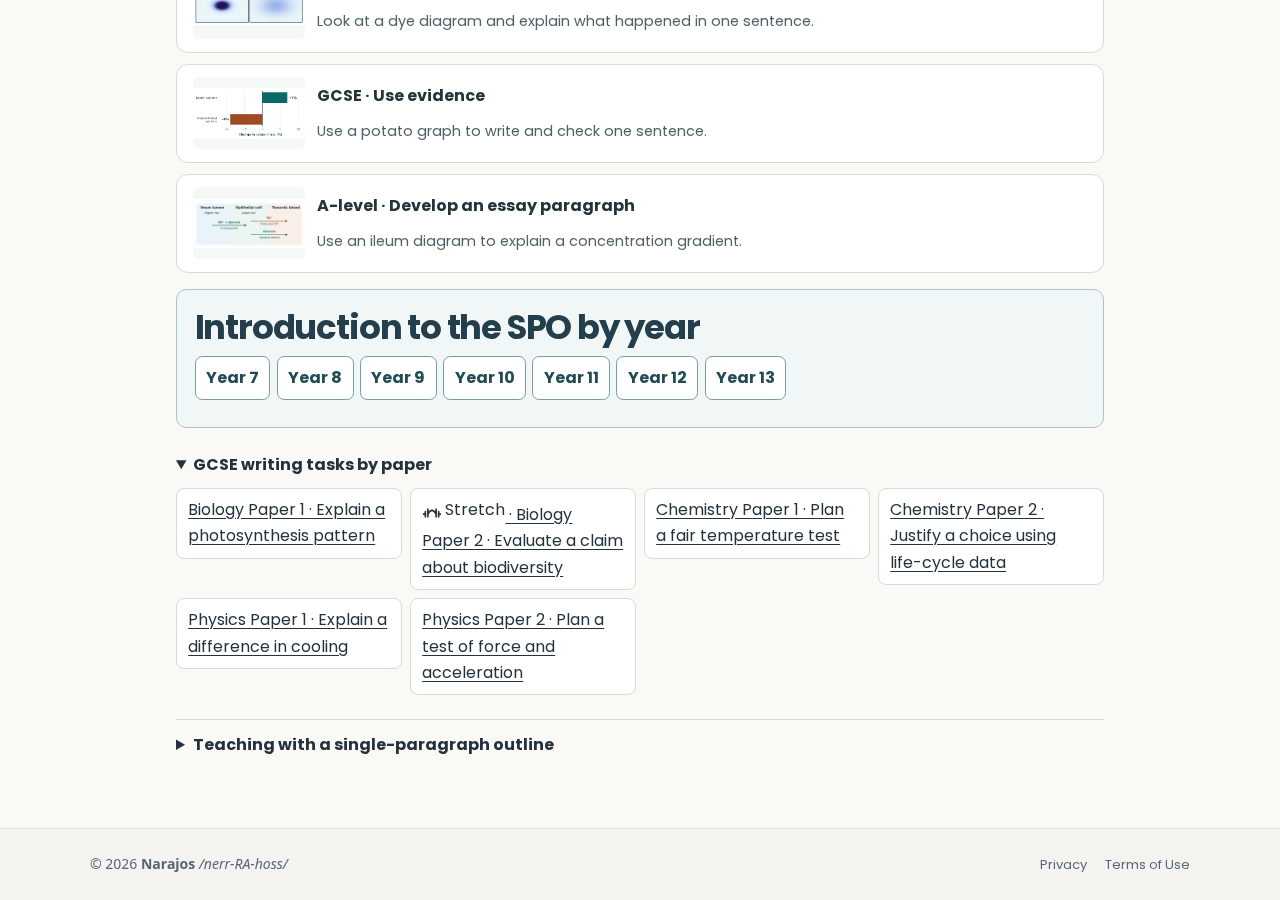 Look at a dye diagram and explain what happened in one sentence.
GCSE · Use evidence
Use a potato graph to write and check one sentence.
A-level · Develop an essay paragraph
Use an ileum diagram to explain a concentration gradient.
Introduction to the SPO by year
Year 7 Year 8 Year 9 Year 10 Year 11 Year 12 Year 13
▼ GCSE writing tasks by paper
Biology Paper 1 · Explain a
photosynthesis pattern
Stretch · Biology
Paper 2 · Evaluate a claim
about biodiversity
Chemistry Paper 1 · Plan
a fair temperature test
Chemistry Paper 2 ·
Justify a choice using
life-cycle data
Physics Paper 1 · Explain a
difference in cooling
Physics Paper 2 · Plan a
test of force and
acceleration
▶ Teaching with a single-paragraph outline
© 2026 Narajos /nerr-RA-hoss/
Privacy Terms of Use